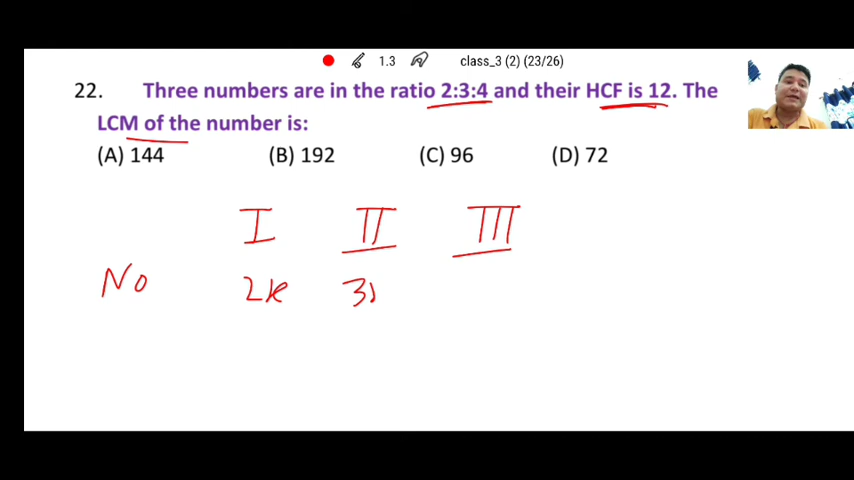 1.3 class_3 (2) (23/26)
22. Three numbers are in the ratio 2:3:4 and their HCF is 12. The
LCM of the number is:
(A) 144 (B) 192 (C) 96 (D) 72
I II III
No 2k 3